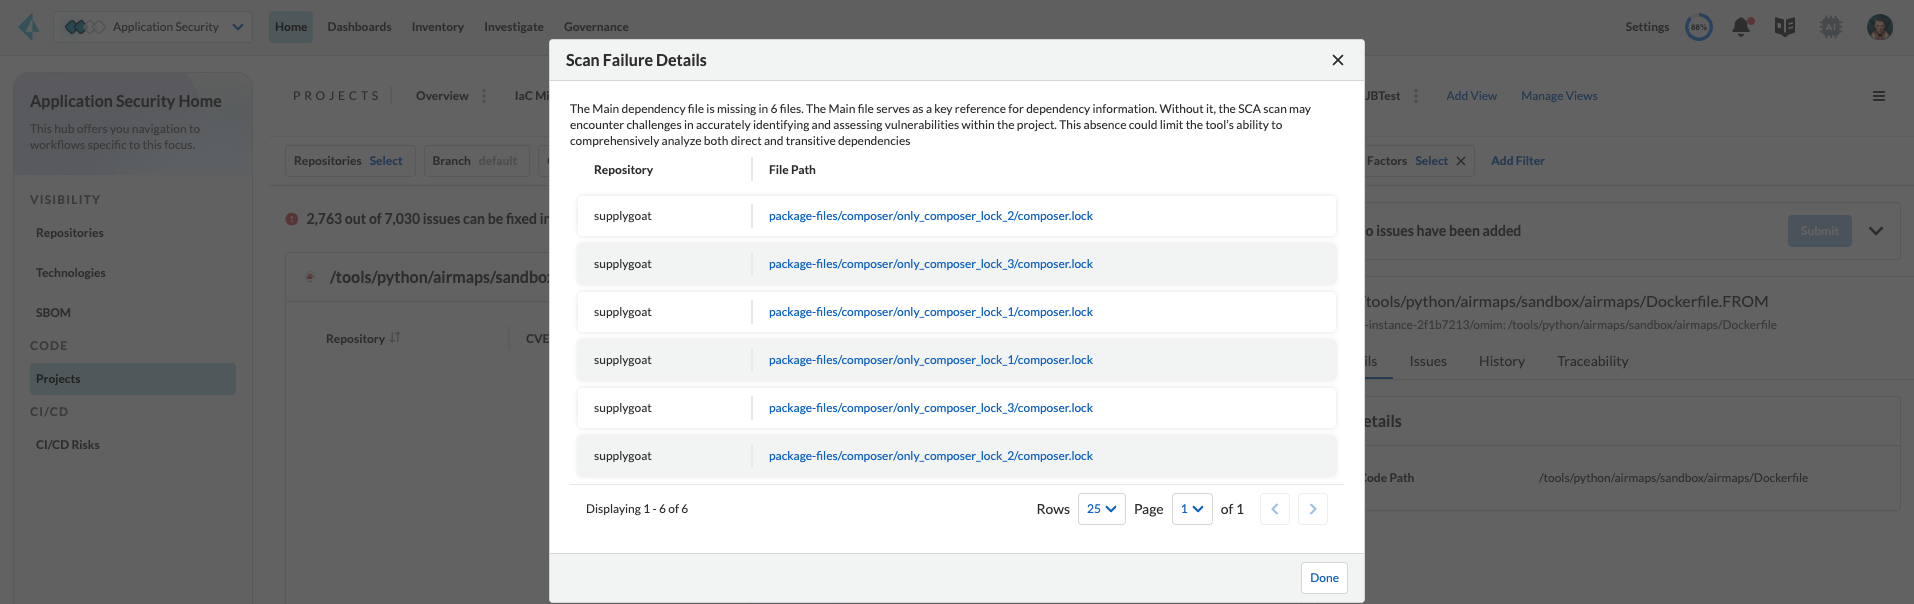 Application Security
Home
Dashboards
Inventory
Investigate
Governance
Settings
88%
AI
Application Security Home
This hub offers you navigation to
workflows specific to this focus.
VISIBILITY
Repositories
Technologies
SBOM
CODE
Projects
CI/CD
CI/CD Risks
PROJECTS
Overview
IaC Mi
JBTest
Add View
Manage Views
Repositories Select
Branch default
Factors Select
Add Filter
2,763 out of 7,030 issues can be fixed in
o issues have been added
Submit
/tools/python/airmaps/sandbox
Repository
CVE
tools/python/airmaps/sandbox/airmaps/Dockerfile.FROM
-instance-2f1b7213/omim: /tools/python/airmaps/sandbox/airmaps/Dockerfile
ils
Issues
History
Traceability
etails
Code Path
/tools/python/airmaps/sandbox/airmaps/Dockerfile
Scan Failure Details
The Main dependency file is missing in 6 files. The Main file serves as a key reference for dependency information. Without it, the SCA scan may
encounter challenges in accurately identifying and assessing vulnerabilities within the project. This absence could limit the tool's ability to
comprehensively analyze both direct and transitive dependencies
Repository File Path
supplygoat package-files/composer/only_composer_lock_2/composer.lock
supplygoat package-files/composer/only_composer_lock_3/composer.lock
supplygoat package-files/composer/only_composer_lock_1/composer.lock
supplygoat package-files/composer/only_composer_lock_1/composer.lock
supplygoat package-files/composer/only_composer_lock_3/composer.lock
supplygoat package-files/composer/only_composer_lock_2/composer.lock
Displaying 1 - 6 of 6
Rows 25 Page 1 of 1
Done